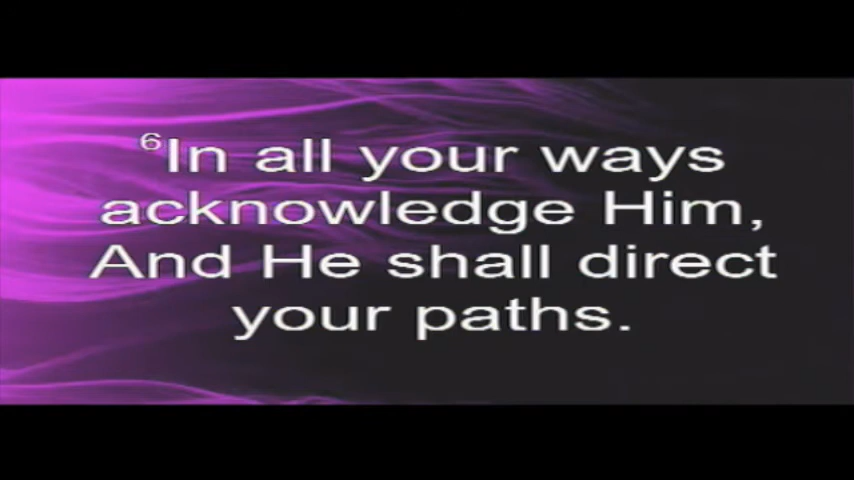 6In all your ways
acknowledge Him,
And He shall direct
your paths.